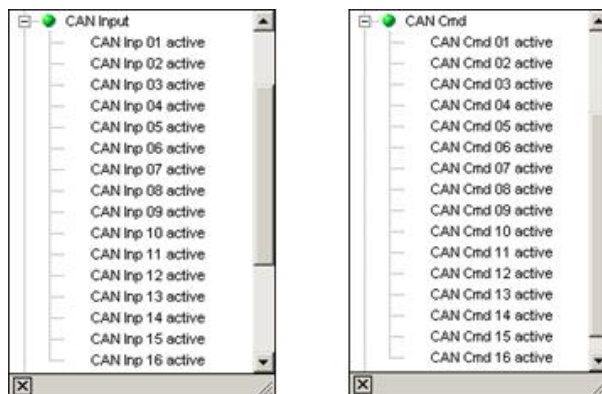 CAN Input
CAN Inp 01 active
CAN Inp 02 active
CAN Inp 03 active
CAN Inp 04 active
CAN Inp 05 active
CAN Inp 06 active
CAN Inp 07 active
CAN Inp 08 active
CAN Inp 09 active
CAN Inp 10 active
CAN Inp 11 active
CAN Inp 12 active
CAN Inp 13 active
CAN Inp 14 active
CAN Inp 15 active
CAN Inp 16 active
CAN Cmd
CAN Cmd 01 active
CAN Cmd 02 active
CAN Cmd 03 active
CAN Cmd 04 active
CAN Cmd 05 active
CAN Cmd 06 active
CAN Cmd 07 active
CAN Cmd 08 active
CAN Cmd 09 active
CAN Cmd 10 active
CAN Cmd 11 active
CAN Cmd 12 active
CAN Cmd 13 active
CAN Cmd 14 active
CAN Cmd 15 active
CAN Cmd 16 active